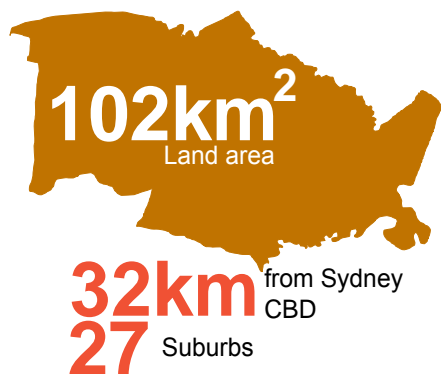 102km²
Land area
32km from Sydney
CBD
27 Suburbs